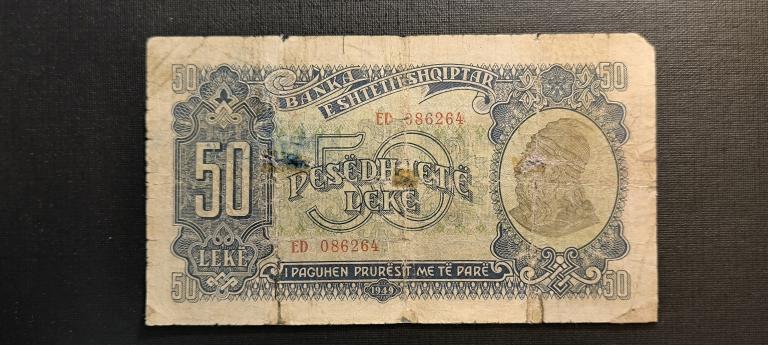 50 50
BANKA
E SHTETIT SHQIPTAR
ED 086264
50
50
PESËDHJETË
LEKË
ED 086264
LEKË
I PAGUHEN PRURËSIT ME TË PARË
50 1949 50